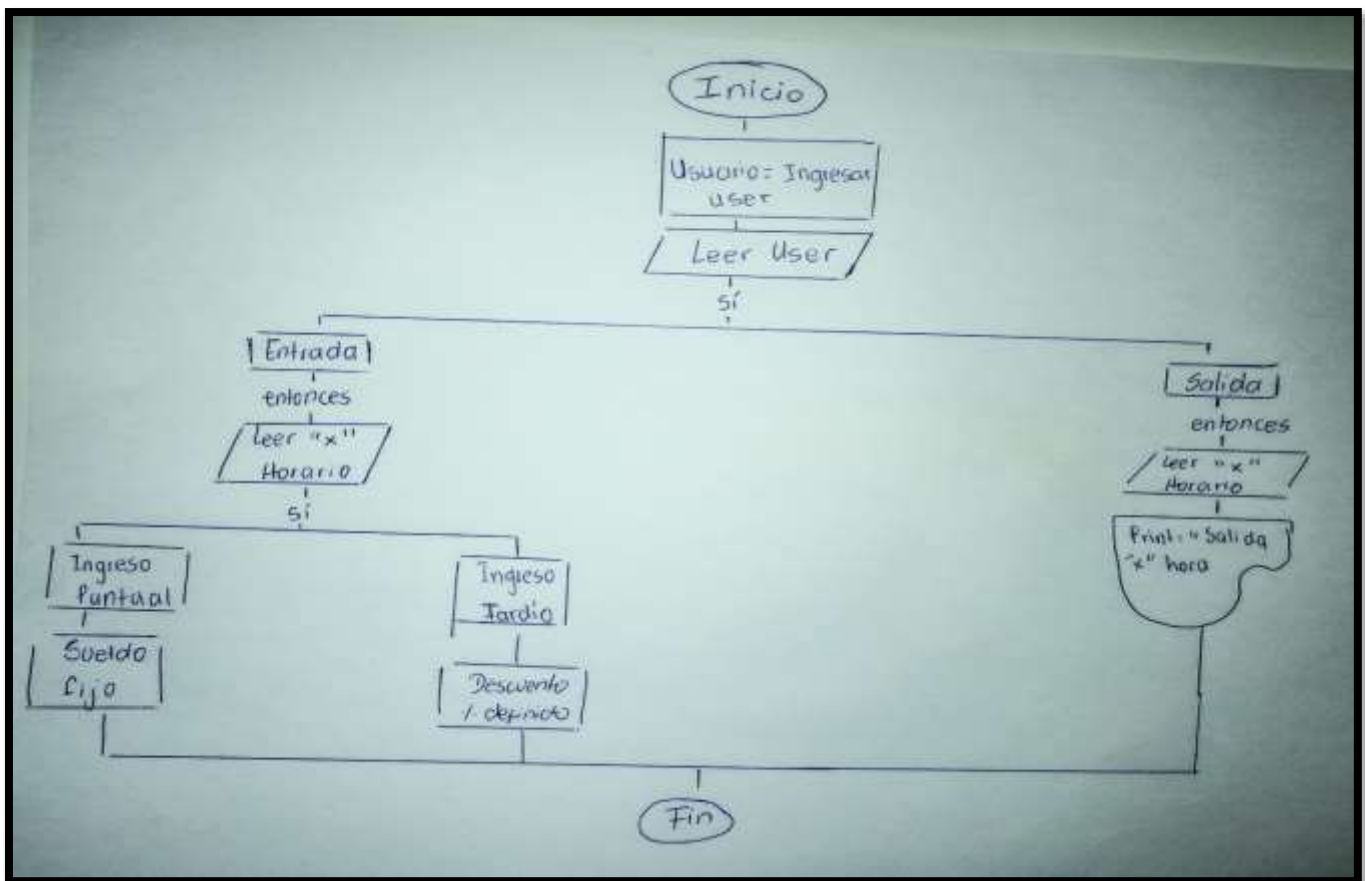 Inicio
Usuario = Ingresar
user
Leer User
sí
Entrada
entonces
Leer "x"
Horario
sí
Ingreso
Puntual
Sueldo
fijo
Ingreso
Tardío
Descuento
% definido
Salida
entonces
Leer "x"
Horario
Print: "Salida
"x" hora
Fin